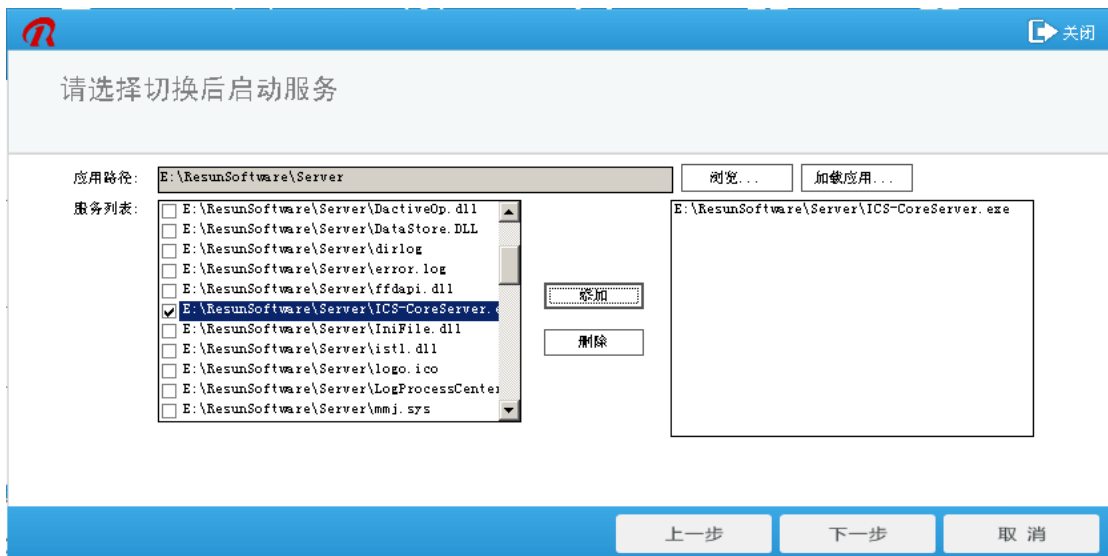 关闭
请选择切换后启动服务
应用路径: E:\ResunSoftware\Server 浏览... 加载应用...
服务列表:
E:\ResunSoftware\Server\DactiveOp.dll
E:\ResunSoftware\Server\DataStore.DLL
E:\ResunSoftware\Server\dirlog
E:\ResunSoftware\Server\error.log
E:\ResunSoftware\Server\ffdapi.dll
E:\ResunSoftware\Server\ICS-CoreServer.e
E:\ResunSoftware\Server\IniFile.dll
E:\ResunSoftware\Server\istl.dll
E:\ResunSoftware\Server\logo.ico
E:\ResunSoftware\Server\LogProcessCenter
E:\ResunSoftware\Server\mmj.sys
添加
删除
E:\ResunSoftware\Server\ICS-CoreServer.exe
上一步 下一步 取 消